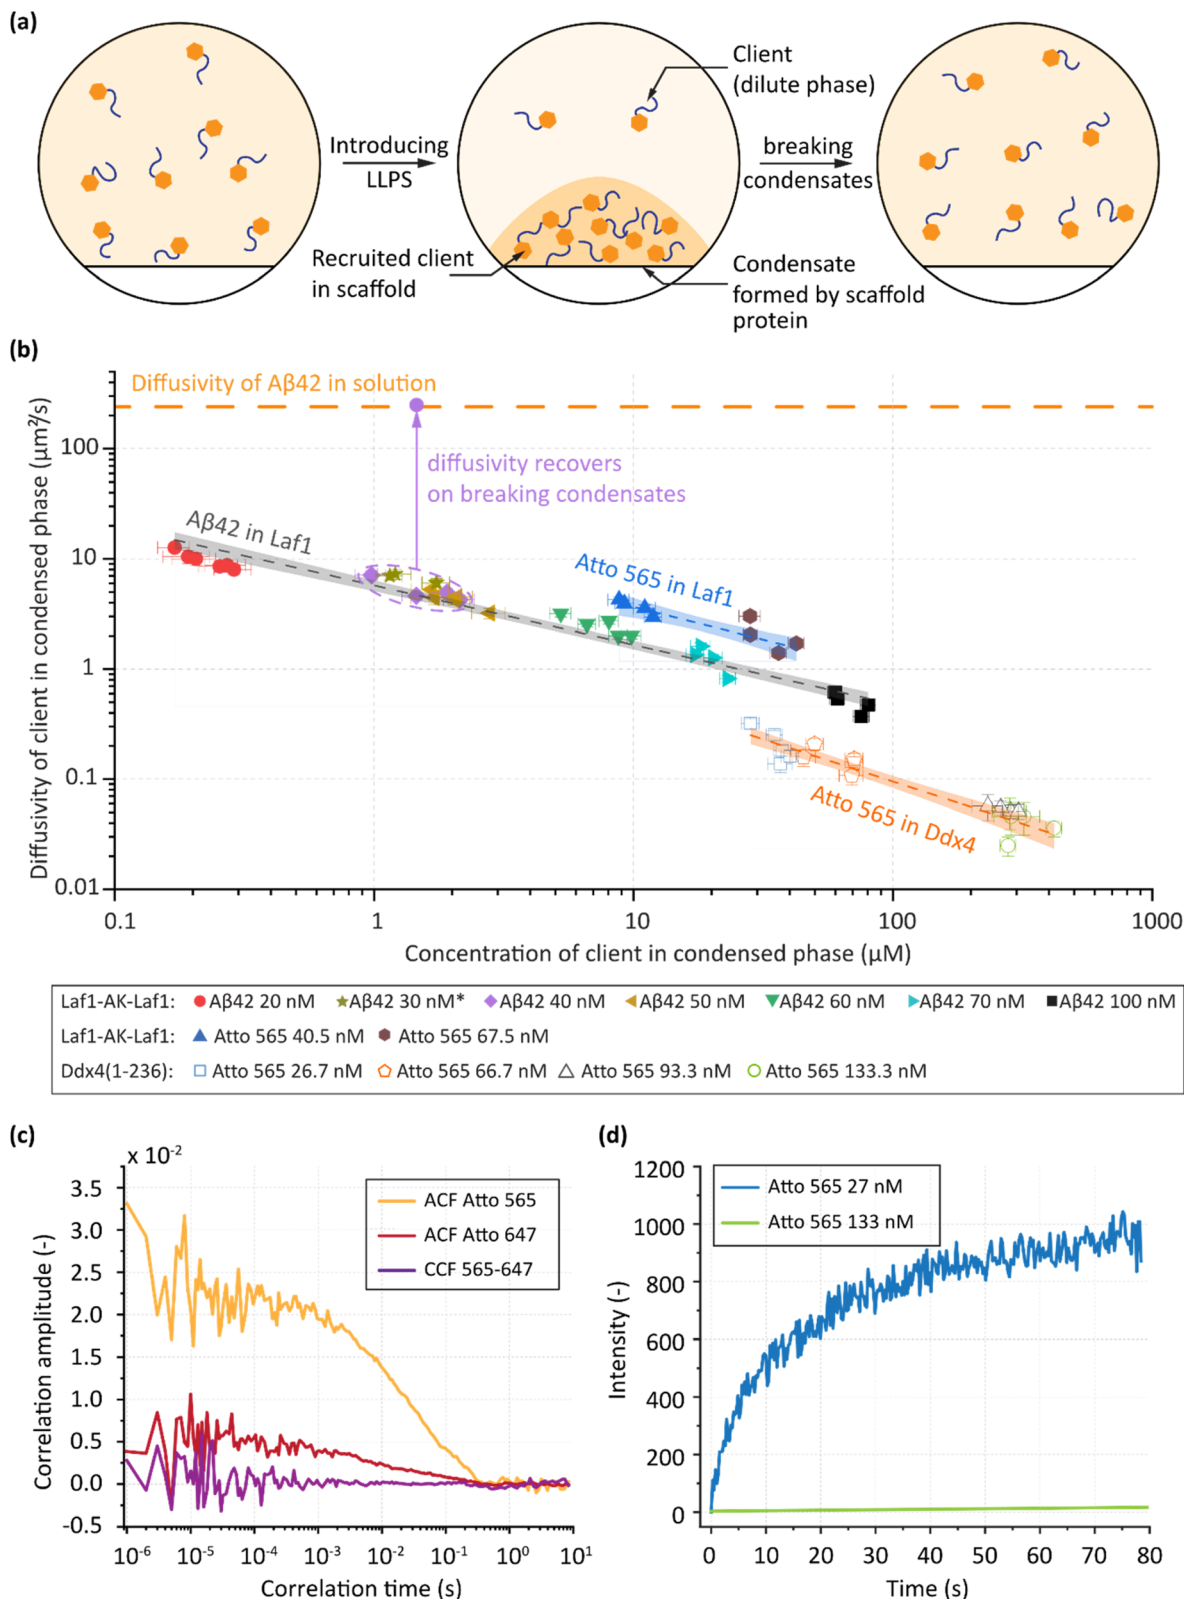 (a)
Introducing
LLPS
Client
(dilute phase)
breaking
condensates
Recruited client
in scaffold
Condensate
formed by scaffold
protein
(b)
Diffusivity of client in condensed phase (µm²/s)
100
10
1
0.1
0.01
Diffusivity of Aβ42 in solution
diffusivity recovers
on breaking condensates
Aβ42 in Laf1
Atto 565 in Laf1
Atto 565 in Ddx4
0.1 1 10 100 1000
Concentration of client in condensed phase (µM)
Laf1-AK-Laf1: Aβ42 20 nM Aβ42 30 nM* Aβ42 40 nM Aβ42 50 nM Aβ42 60 nM Aβ42 70 nM Aβ42 100 nM
Laf1-AK-Laf1: Atto 565 40.5 nM Atto 565 67.5 nM
Ddx4(1-236): Atto 565 26.7 nM Atto 565 66.7 nM Atto 565 93.3 nM Atto 565 133.3 nM
(c)
x 10⁻²
Correlation amplitude (-)
3.5
3.0
2.5
2.0
1.5
1.0
0.5
0.0
-0.5
ACF Atto 565
ACF Atto 647
CCF 565-647
10⁻⁶ 10⁻⁵ 10⁻⁴ 10⁻³ 10⁻² 10⁻¹ 10⁰ 10¹
Correlation time (s)
(d)
Intensity (-)
1200
1000
800
600
400
200
0
Atto 565 27 nM
Atto 565 133 nM
0 10 20 30 40 50 60 70 80
Time (s)